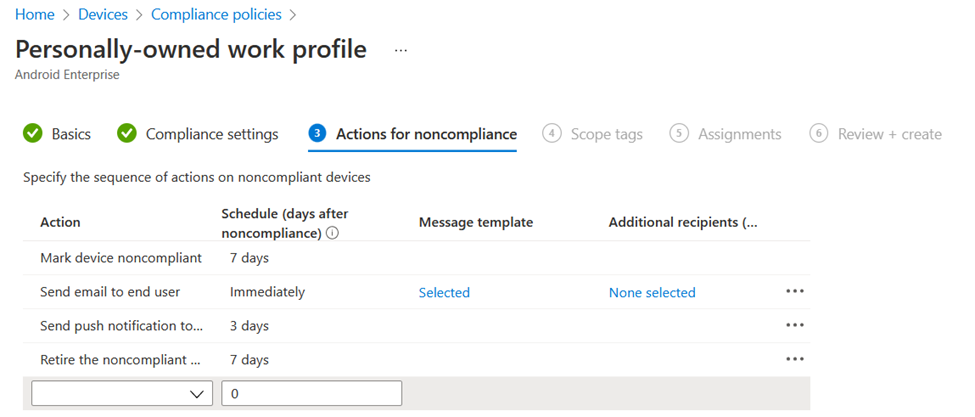 Home > Devices > Compliance policies >
Personally-owned work profile ...
Android Enterprise
Basics Compliance settings 3 Actions for noncompliance 4 Scope tags 5 Assignments 6 Review + create
Specify the sequence of actions on noncompliant devices
Action Schedule (days after noncompliance) Message template Additional recipients (...
Mark device noncompliant 7 days
Send email to end user Immediately Selected None selected ...
Send push notification to... 3 days ...
Retire the noncompliant ... 7 days ...
0